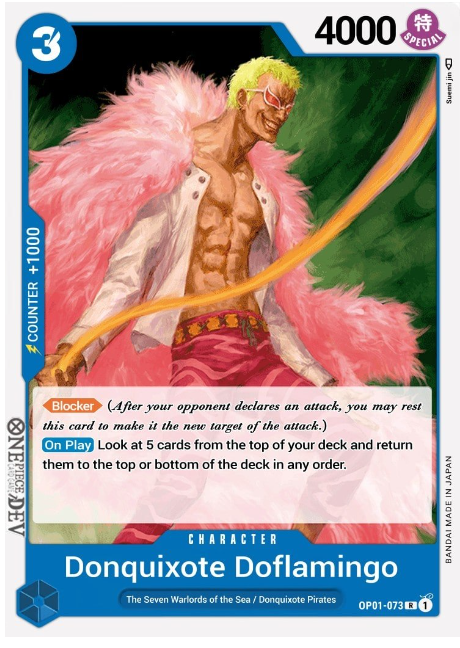 3
4000
特
SPECIAL
Suemi jin
COUNTER +1000
Blocker (After your opponent declares an attack, you may rest
this card to make it the new target of the attack.)
On Play Look at 5 cards from the top of your deck and return
them to the top or bottom of the deck in any order.
ONE PIECE
CARD GAME
DEV
BANDAI MADE IN JAPAN
CHARACTER
Donquixote Doflamingo
The Seven Warlords of the Sea / Donquixote Pirates
OP01-073 R 1